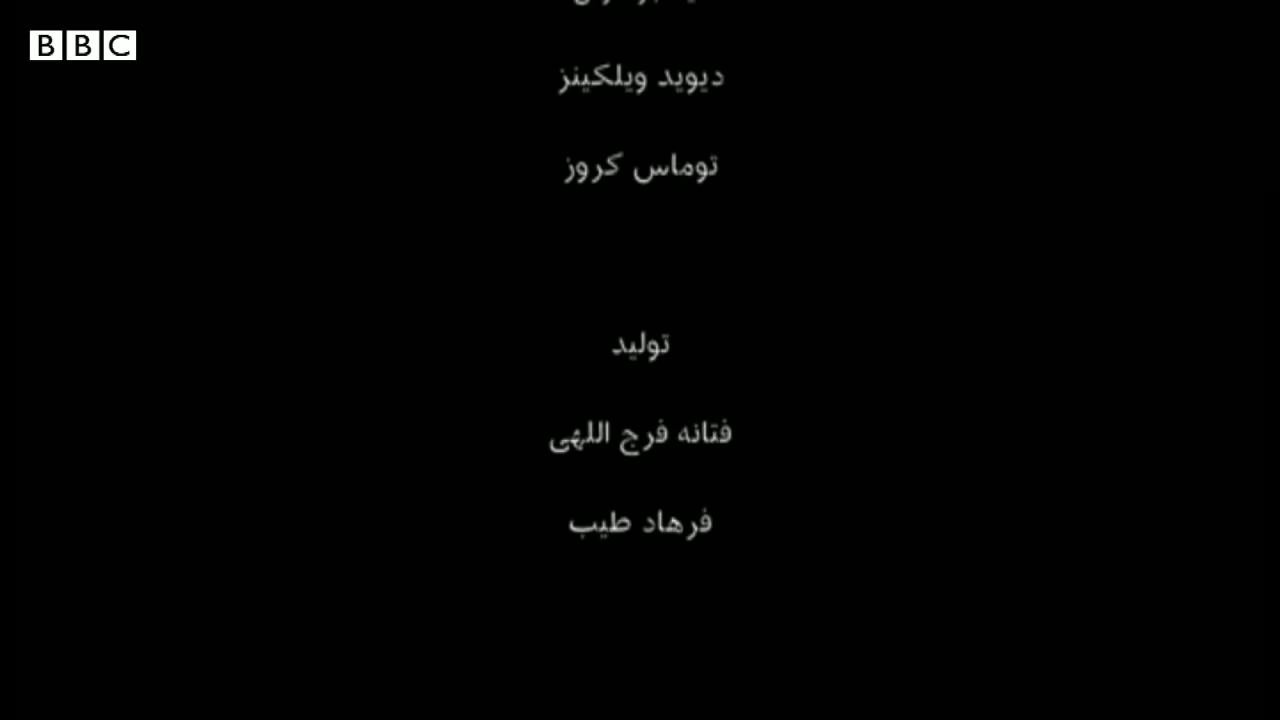 BBC
دیوید ویلکینز
توماس کروز
تولید
فتانه فرج اللهی
فرهاد طیب